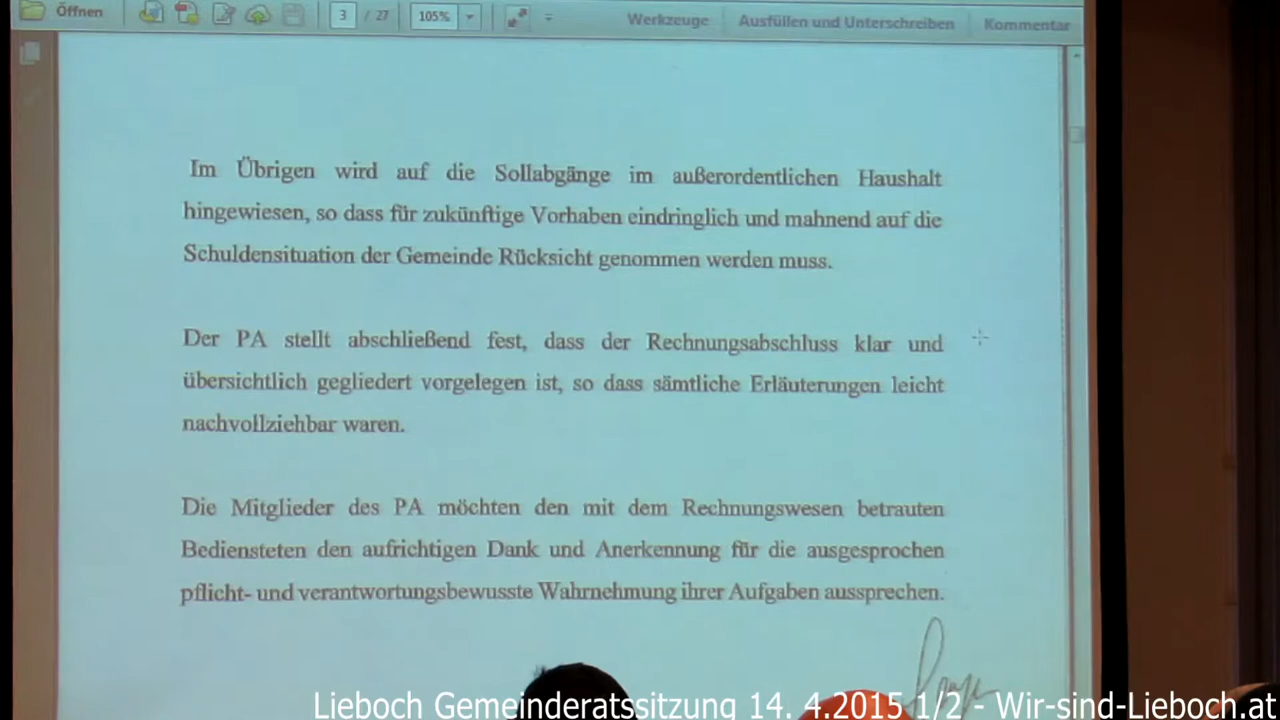 Öffnen 3 / 27 105% Werkzeuge Ausfüllen und Unterschreiben Kommentar
Im Übrigen wird auf die Sollabgänge im außerordentlichen Haushalt
hingewiesen, so dass für zukünftige Vorhaben eindringlich und mahnend auf die
Schuldensituation der Gemeinde Rücksicht genommen werden muss.
Der PA stellt abschließend fest, dass der Rechnungsabschluss klar und
übersichtlich gegliedert vorgelegen ist, so dass sämtliche Erläuterungen leicht
nachvollziehbar waren.
Die Mitglieder des PA möchten den mit dem Rechnungswesen betrauten
Bediensteten den aufrichtigen Dank und Anerkennung für die ausgesprochen
pflicht- und verantwortungsbewusste Wahrnehmung ihrer Aufgaben aussprechen.
Lieboch Gemeinderatssitzung 14. 4.2015 1/2 - Wir-sind-Lieboch.at